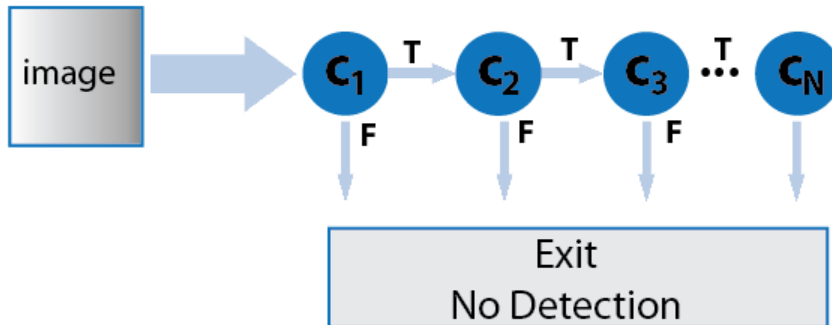 image
C1 T C2 T C3 T ... CN
F F F
Exit
No Detection